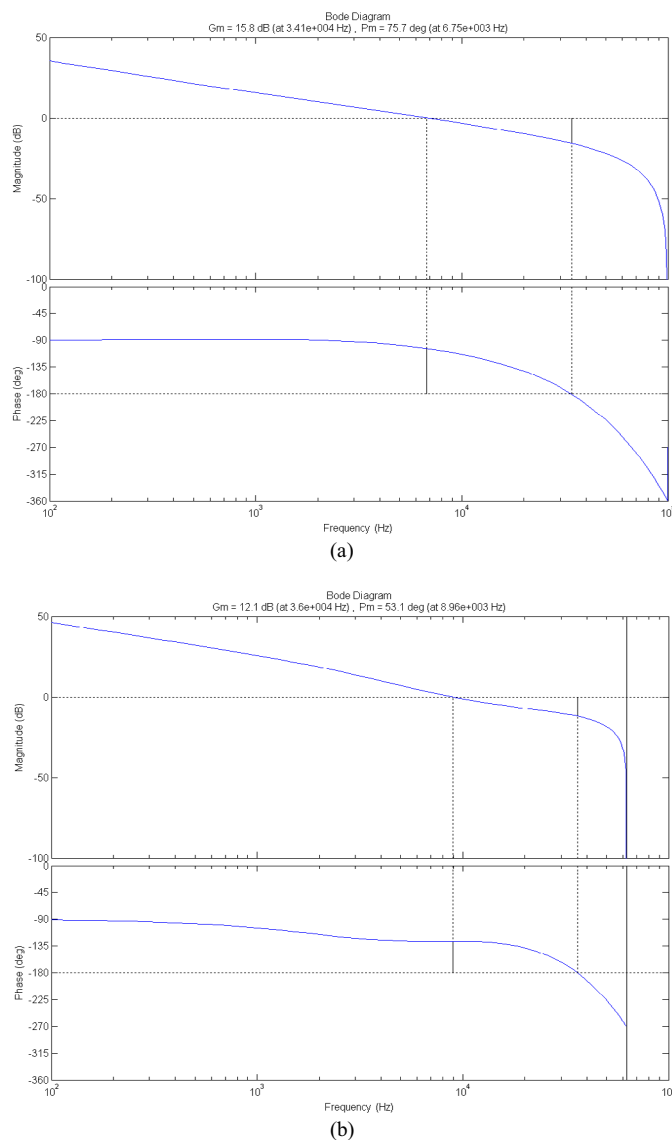 Bode Diagram
Gm = 15.8 dB (at 3.41e+004 Hz) , Pm = 75.7 deg (at 6.75e+003 Hz)
50
0
-50
-100
Magnitude (dB)
0
-45
-90
-135
-180
-225
-270
-315
-360
Phase (deg)
10^2
10^3
10^4
10
Frequency (Hz)
(a)
Bode Diagram
Gm = 12.1 dB (at 3.6e+004 Hz) , Pm = 53.1 deg (at 8.96e+003 Hz)
50
0
-50
-100
Magnitude (dB)
0
-45
-90
-135
-180
-225
-270
-315
-360
Phase (deg)
10^2
10^3
10^4
10
Frequency (Hz)
(b)